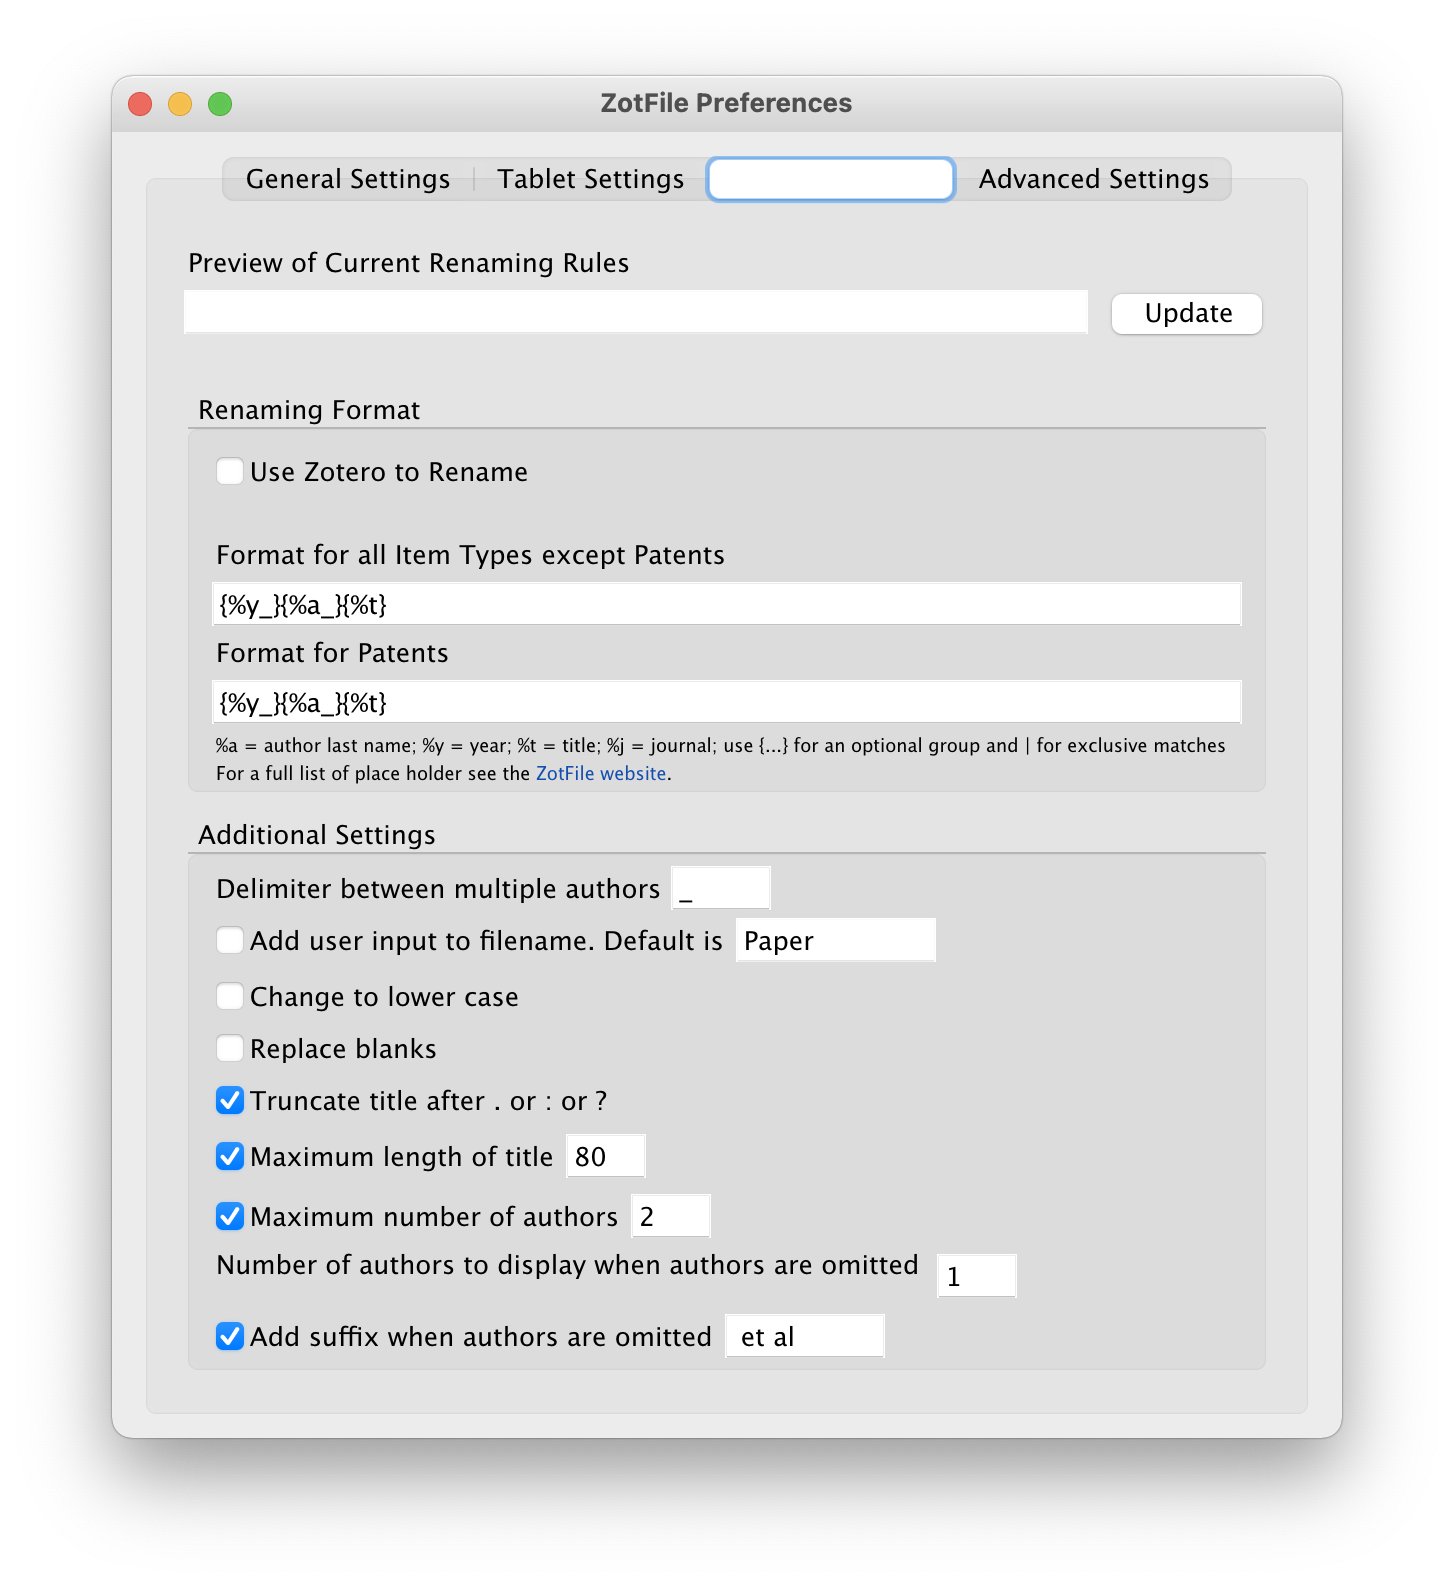 ZotFile Preferences
General Settings Tablet Settings Advanced Settings
Preview of Current Renaming Rules
Update
Renaming Format
Use Zotero to Rename
Format for all Item Types except Patents
{%y_}{%a_}{%t}
Format for Patents
{%y_}{%a_}{%t}
%a = author last name; %y = year; %t = title; %j = journal; use {...} for an optional group and | for exclusive matches
For a full list of place holder see the ZotFile website.
Additional Settings
Delimiter between multiple authors _
Add user input to filename. Default is Paper
Change to lower case
Replace blanks
Truncate title after . or : or ?
Maximum length of title 80
Maximum number of authors 2
Number of authors to display when authors are omitted 1
Add suffix when authors are omitted et al